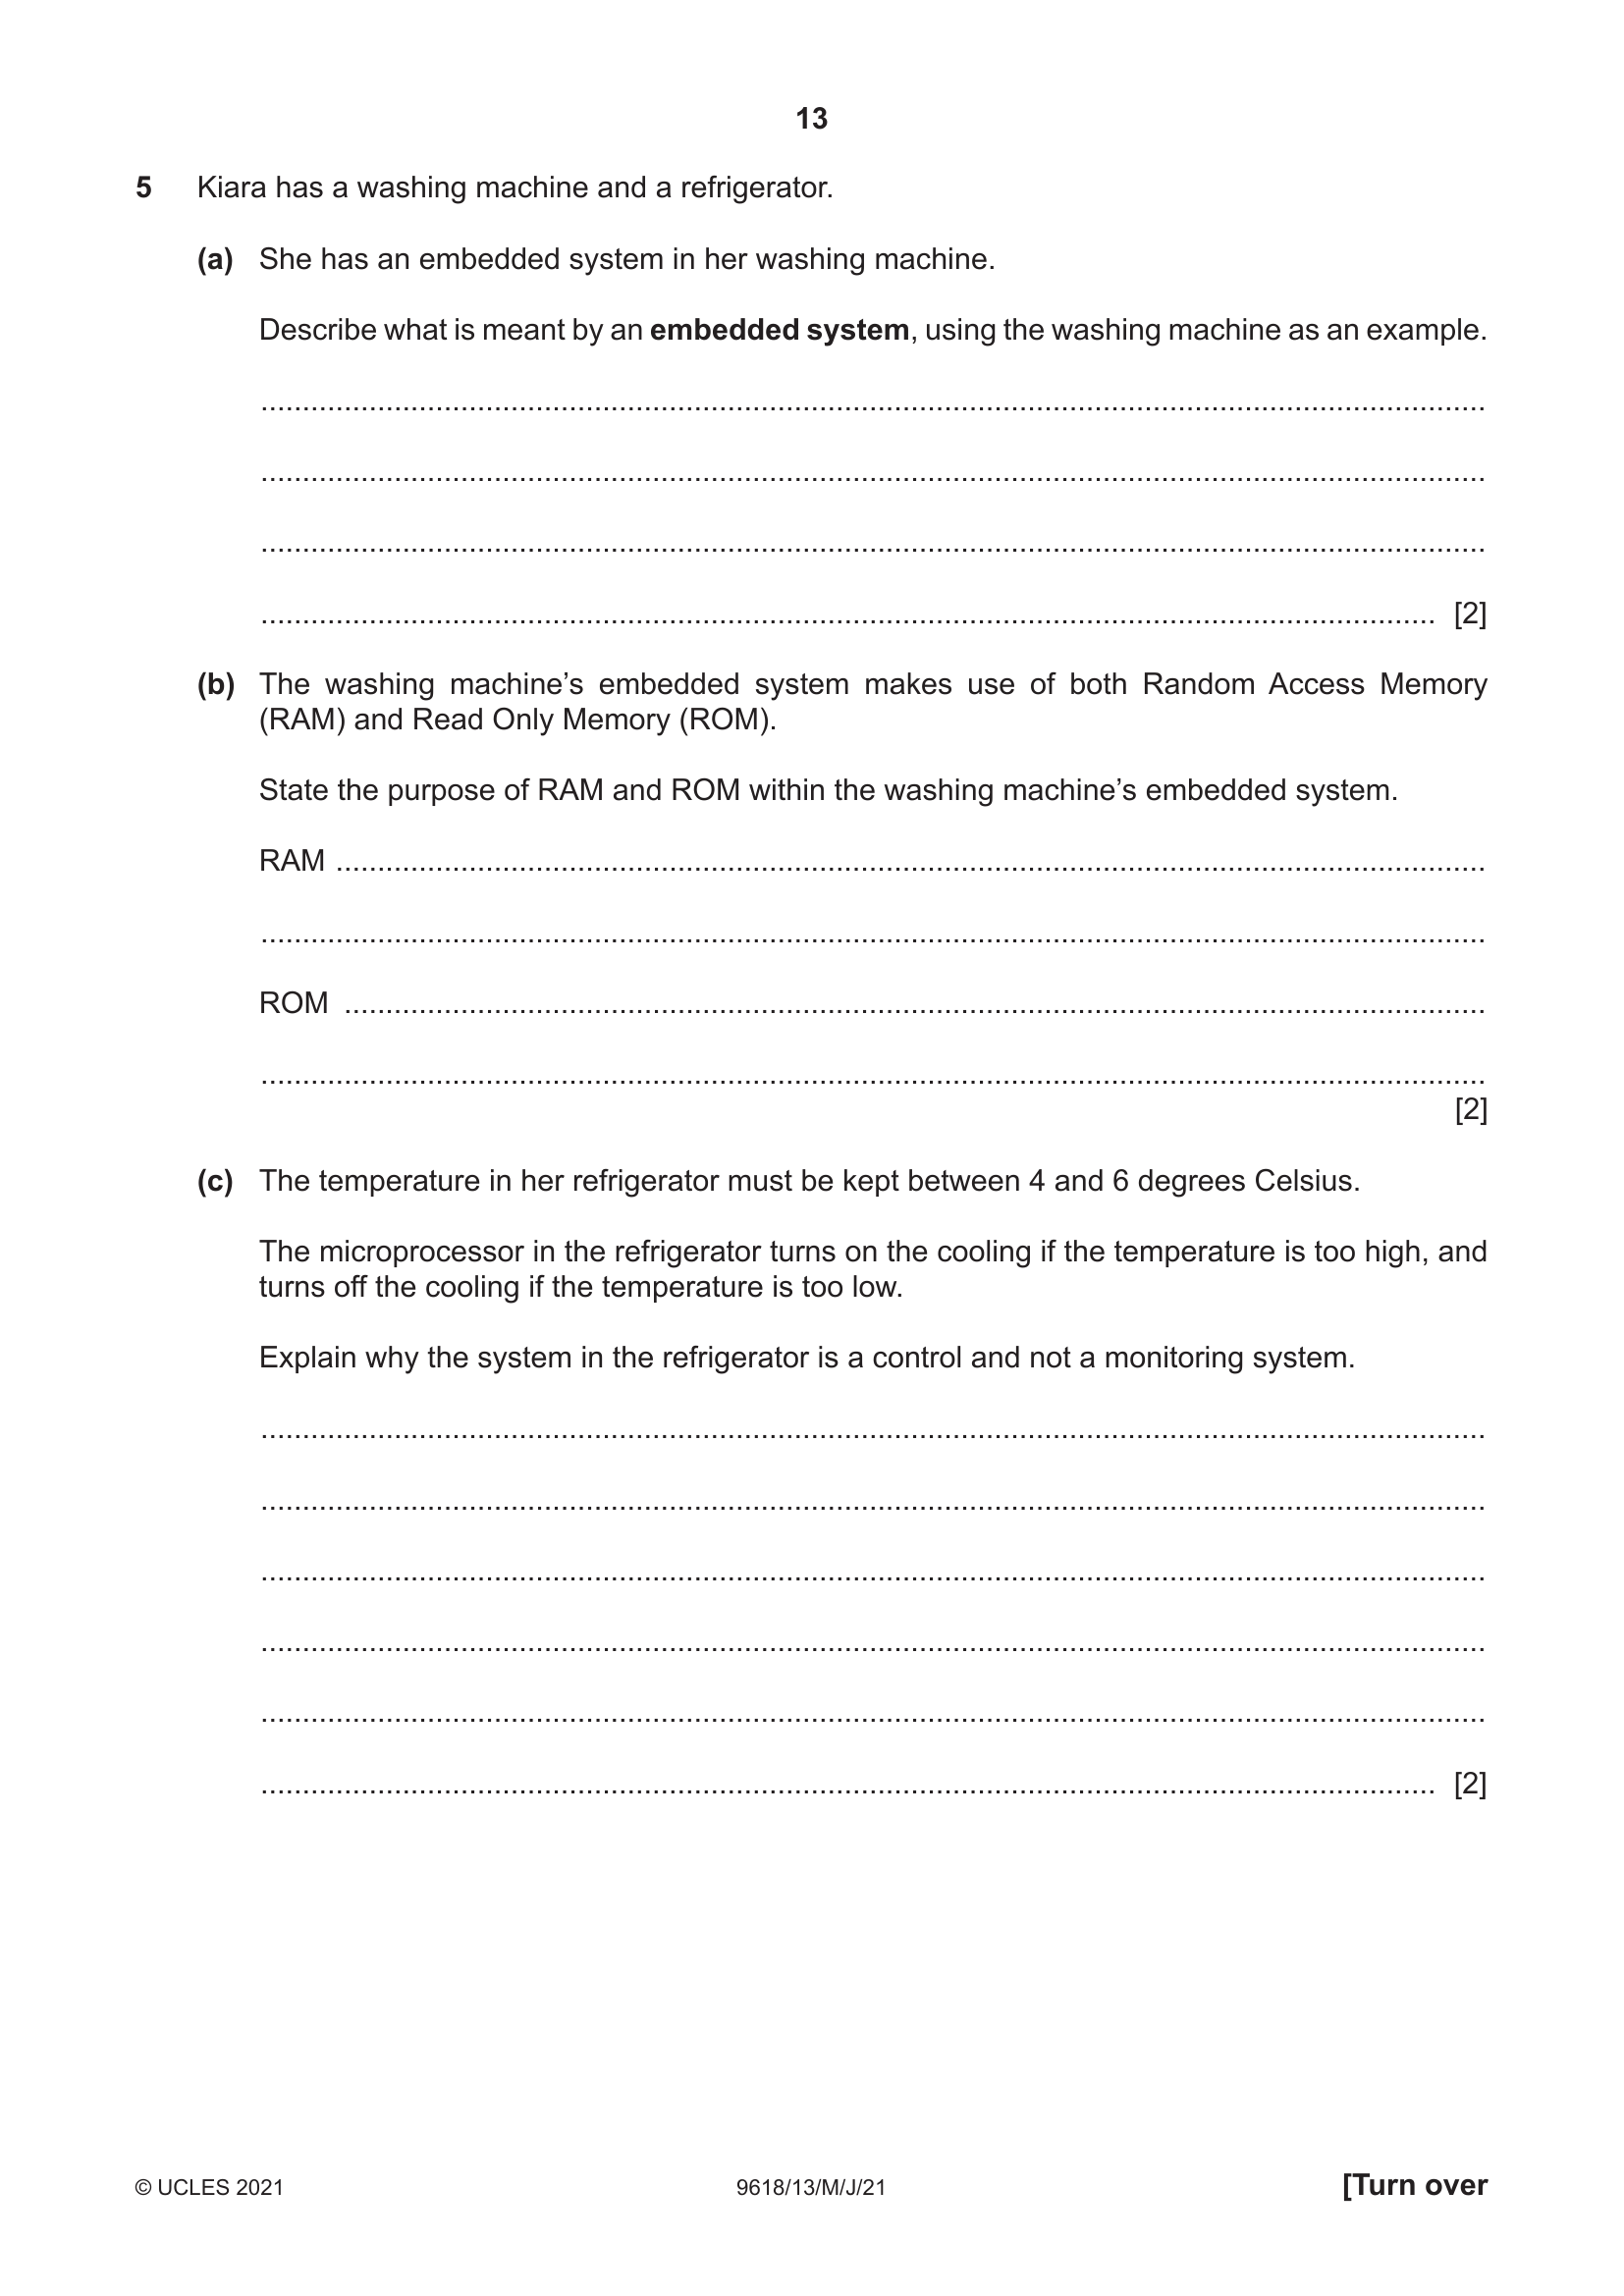 13
5 Kiara has a washing machine and a refrigerator.
(a) She has an embedded system in her washing machine.
Describe what is meant by an embedded system, using the washing machine as an example.
..........................................................................................................................................
..........................................................................................................................................
..........................................................................................................................................
..................................................................................................................................... [2]
(b) The washing machine’s embedded system makes use of both Random Access Memory
(RAM) and Read Only Memory (ROM).
State the purpose of RAM and ROM within the washing machine’s embedded system.
RAM ..................................................................................................................................
..........................................................................................................................................
ROM .................................................................................................................................
..........................................................................................................................................
[2]
(c) The temperature in her refrigerator must be kept between 4 and 6 degrees Celsius.
The microprocessor in the refrigerator turns on the cooling if the temperature is too high, and
turns off the cooling if the temperature is too low.
Explain why the system in the refrigerator is a control and not a monitoring system.
..........................................................................................................................................
..........................................................................................................................................
..........................................................................................................................................
..........................................................................................................................................
..........................................................................................................................................
..................................................................................................................................... [2]
© UCLES 2021 9618/13/M/J/21 [Turn over